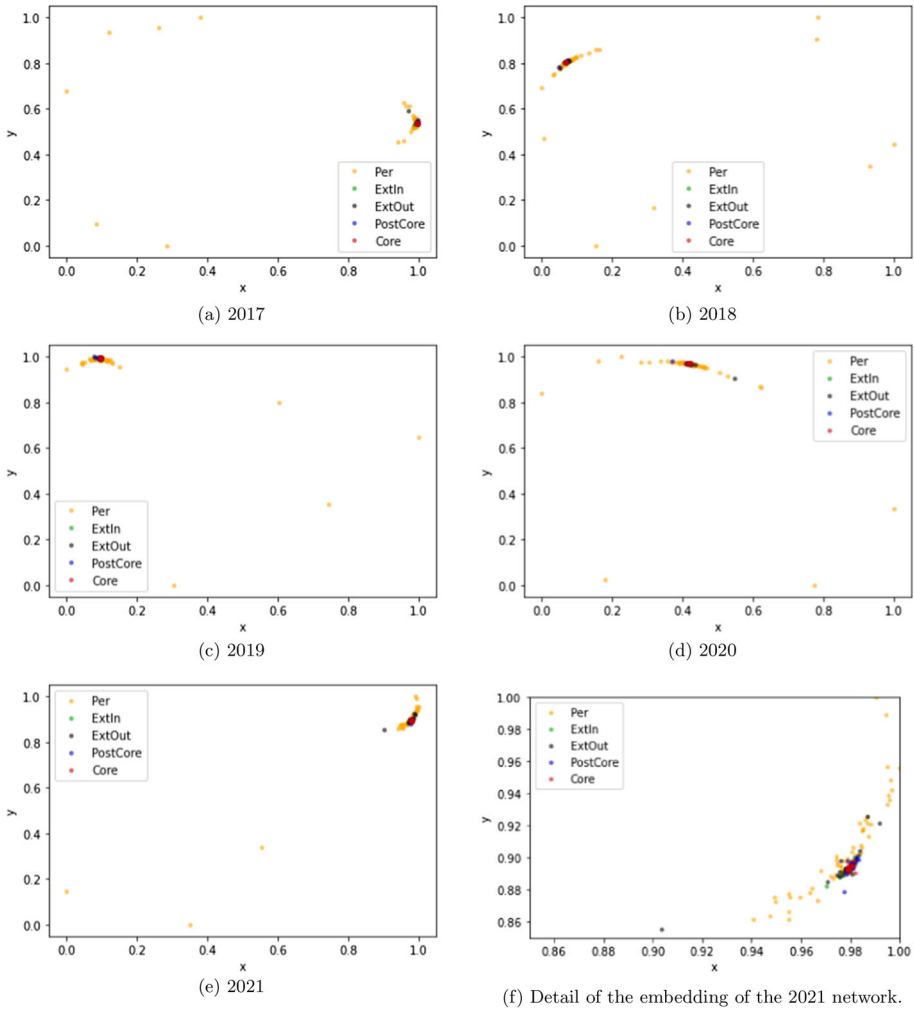 1.0
0.8
0.6
0.4
0.2
0.0
y
Per
ExtIn
ExtOut
PostCore
Core
0.0 0.2 0.4 0.6 0.8 1.0
x
(a) 2017
1.0
0.8
0.6
0.4
0.2
0.0
y
Per
ExtIn
ExtOut
PostCore
Core
0.0 0.2 0.4 0.6 0.8 1.0
x
(b) 2018
1.0
0.8
0.6
0.4
0.2
0.0
y
Per
ExtIn
ExtOut
PostCore
Core
0.0 0.2 0.4 0.6 0.8 1.0
x
(c) 2019
1.0
0.8
0.6
0.4
0.2
0.0
y
Per
ExtIn
ExtOut
PostCore
Core
0.0 0.2 0.4 0.6 0.8 1.0
x
(d) 2020
1.0
0.8
0.6
0.4
0.2
0.0
y
Per
ExtIn
ExtOut
PostCore
Core
0.0 0.2 0.4 0.6 0.8 1.0
x
(e) 2021
1.00
0.98
0.96
0.94
0.92
0.90
0.88
0.86
y
Per
ExtIn
ExtOut
PostCore
Core
0.86 0.88 0.90 0.92 0.94 0.96 0.98 1.00
x
(f) Detail of the embedding of the 2021 network.